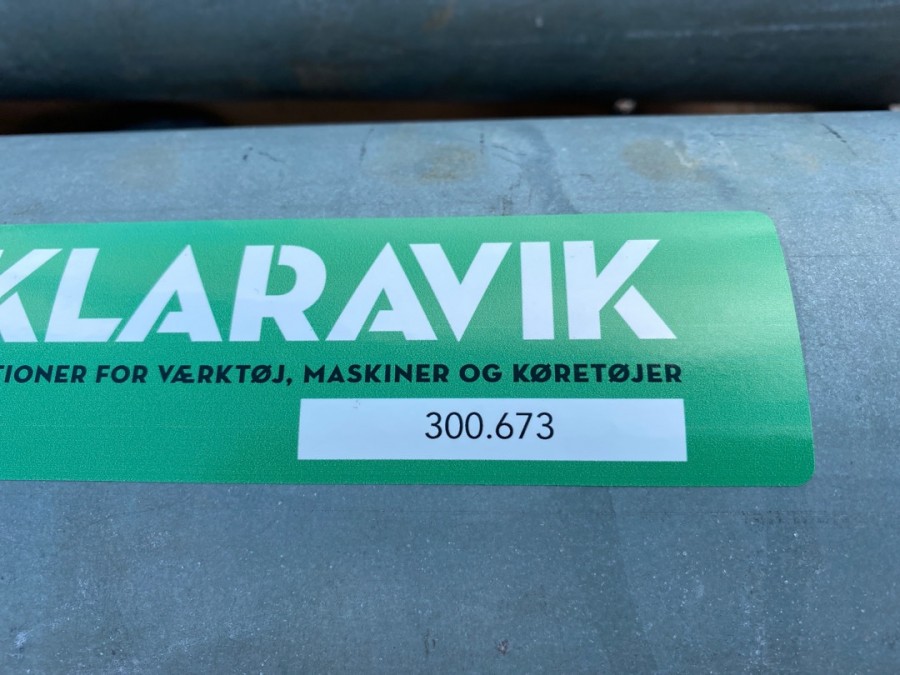 KLARAVIK
TIONER FOR VÆRKTØJ, MASKINER OG KØRETØJER
300.673